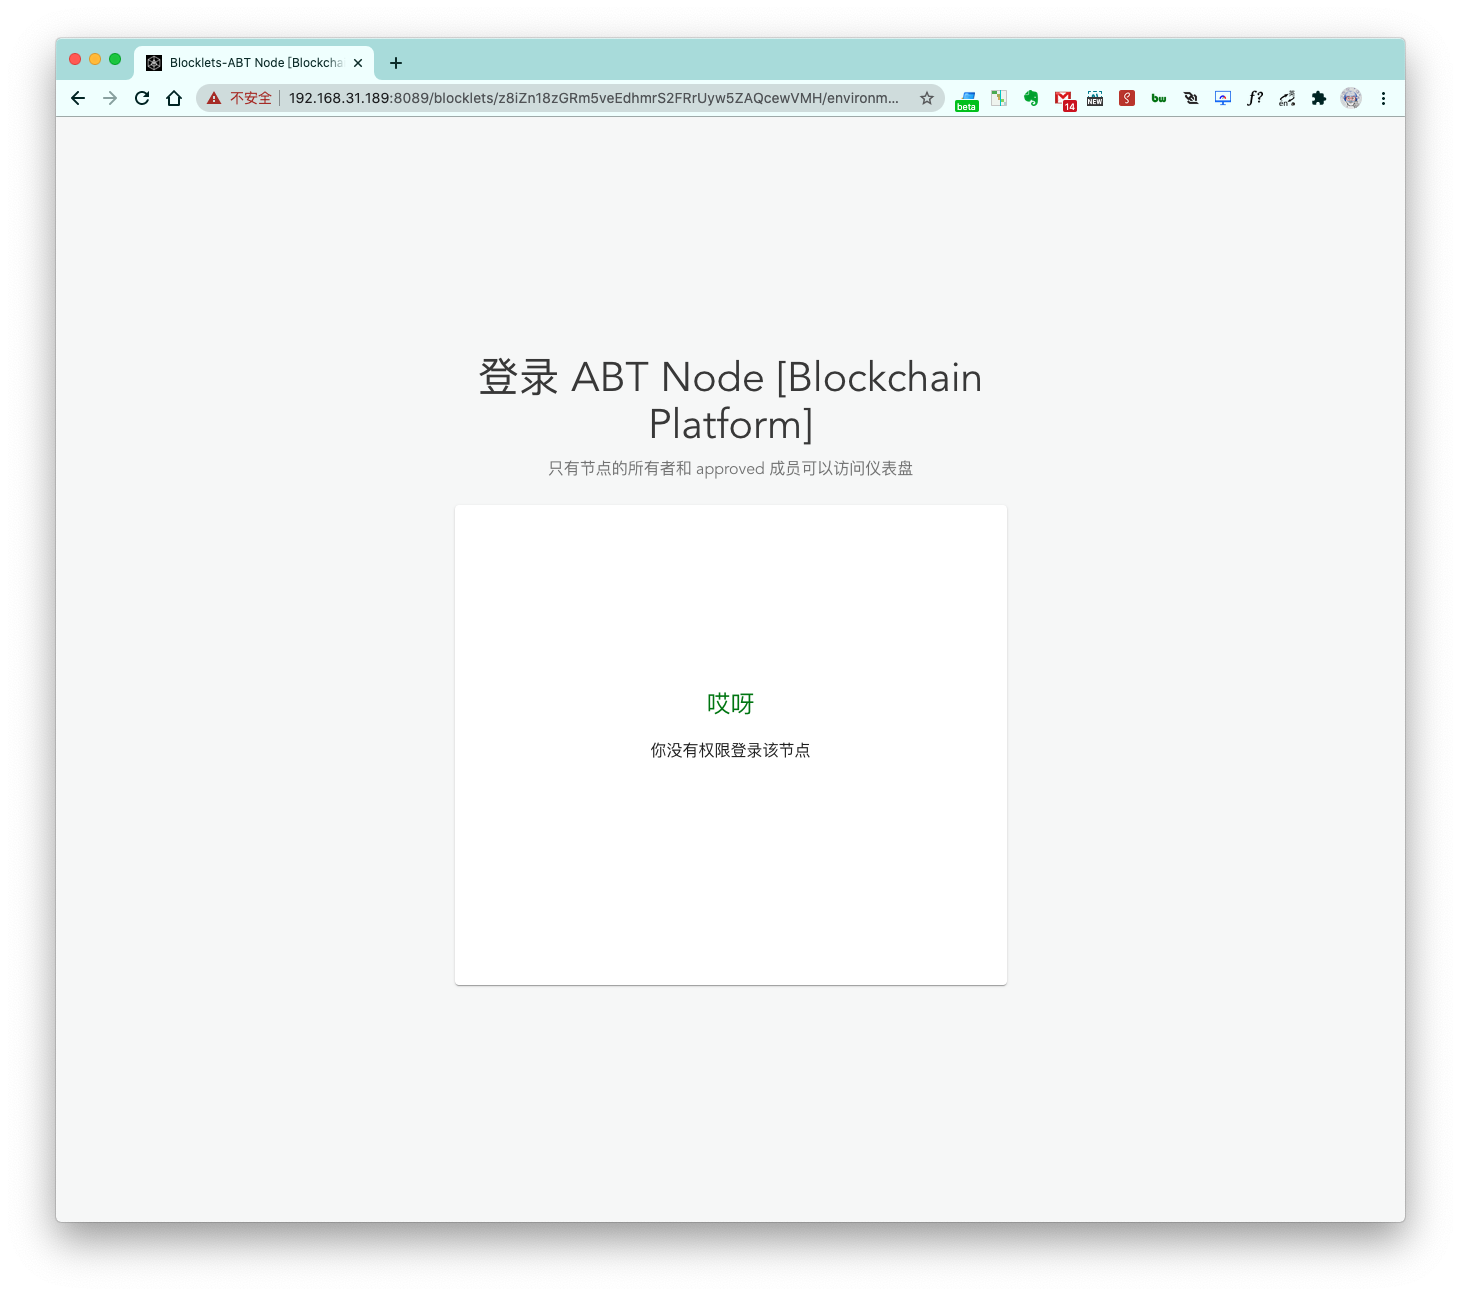 Blocklets-ABT Node [Blockcha
不安全
192.168.31.189:8089/blocklets/z8iZn18zGRm5veEdhmrS2FRrUyw5ZAQcewVMH/environm...
beta
14
NEW
bw
f?
en
登录 ABT Node [Blockchain
Platform]
只有节点的所有者和 approved 成员可以访问仪表盘
哎呀
你没有权限登录该节点